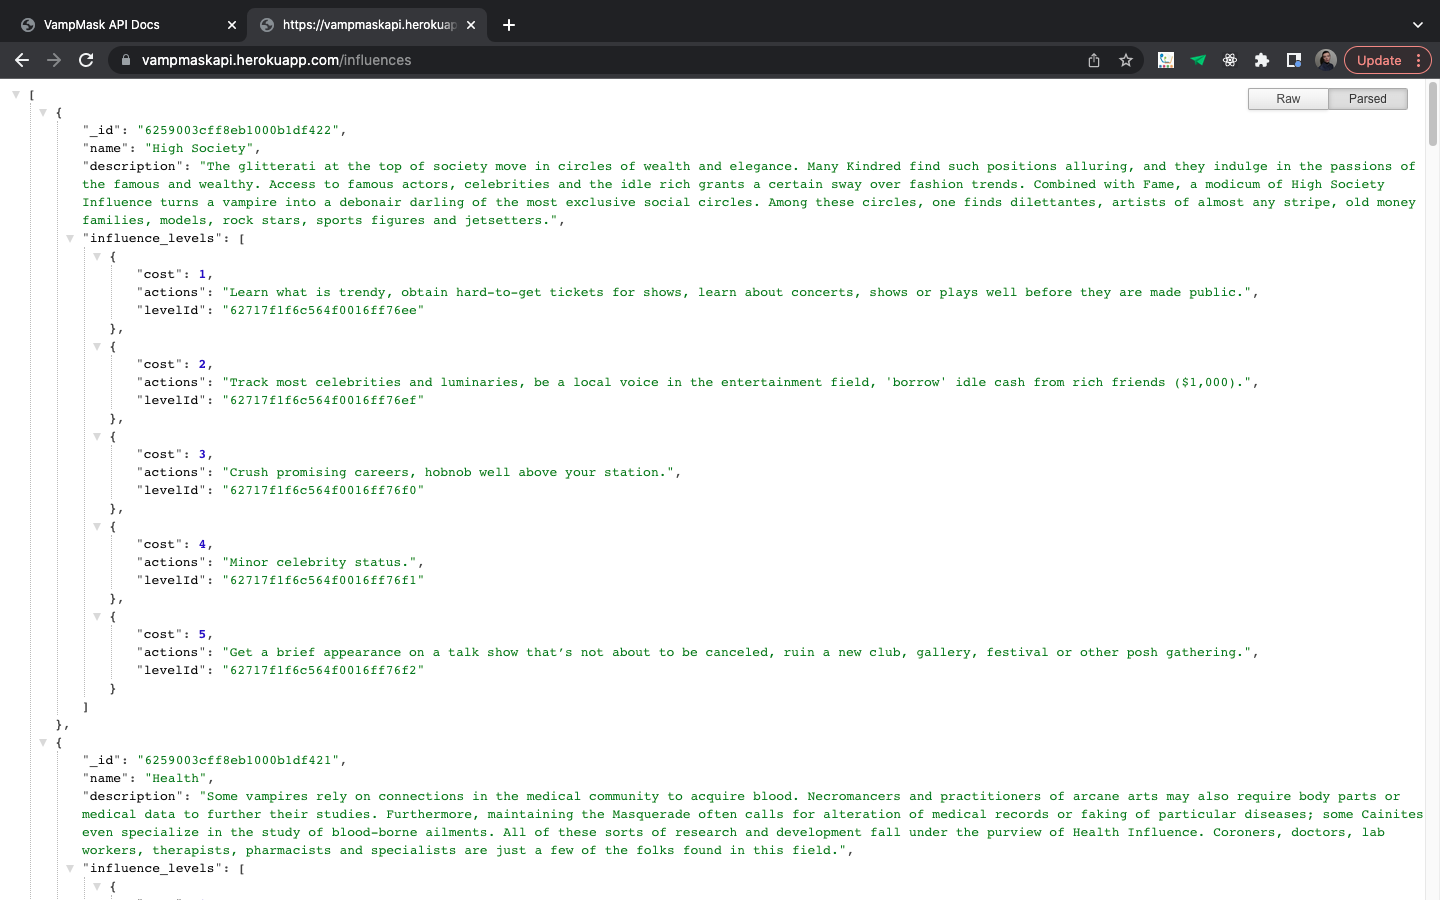 VampMask API Docs
https://vampmaskapi.herokuap
vampmaskapi.herokuapp.com/influences
Update
Raw
Parsed
[
{
"_id": "6259003cff8eb1000b1df422",
"name": "High Society",
"description": "The glitterati at the top of society move in circles of wealth and elegance. Many Kindred find such positions alluring, and they indulge in the passions of
the famous and wealthy. Access to famous actors, celebrities and the idle rich grants a certain sway over fashion trends. Combined with Fame, a modicum of High Society
Influence turns a vampire into a debonair darling of the most exclusive social circles. Among these circles, one finds dilettantes, artists of almost any stripe, old money
families, models, rock stars, sports figures and jetsetters.",
"influence_levels": [
{
"cost": 1,
"actions": "Learn what is trendy, obtain hard-to-get tickets for shows, learn about concerts, shows or plays well before they are made public.",
"levelId": "62717f1f6c564f0016ff76ee"
},
{
"cost": 2,
"actions": "Track most celebrities and luminaries, be a local voice in the entertainment field, 'borrow' idle cash from rich friends ($1,000).",
"levelId": "62717f1f6c564f0016ff76ef"
},
{
"cost": 3,
"actions": "Crush promising careers, hobnob well above your station.",
"levelId": "62717f1f6c564f0016ff76f0"
},
{
"cost": 4,
"actions": "Minor celebrity status.",
"levelId": "62717f1f6c564f0016ff76f1"
},
{
"cost": 5,
"actions": "Get a brief appearance on a talk show that’s not about to be canceled, ruin a new club, gallery, festival or other posh gathering.",
"levelId": "62717f1f6c564f0016ff76f2"
}
]
},
{
"_id": "6259003cff8eb1000b1df421",
"name": "Health",
"description": "Some vampires rely on connections in the medical community to acquire blood. Necromancers and practitioners of arcane arts may also require body parts or
medical data to further their studies. Furthermore, maintaining the Masquerade often calls for alteration of medical records or faking of particular diseases; some Cainites
even specialize in the study of blood-borne ailments. All of these sorts of research and development fall under the purview of Health Influence. Coroners, doctors, lab
workers, therapists, pharmacists and specialists are just a few of the folks found in this field.",
"influence_levels": [
{